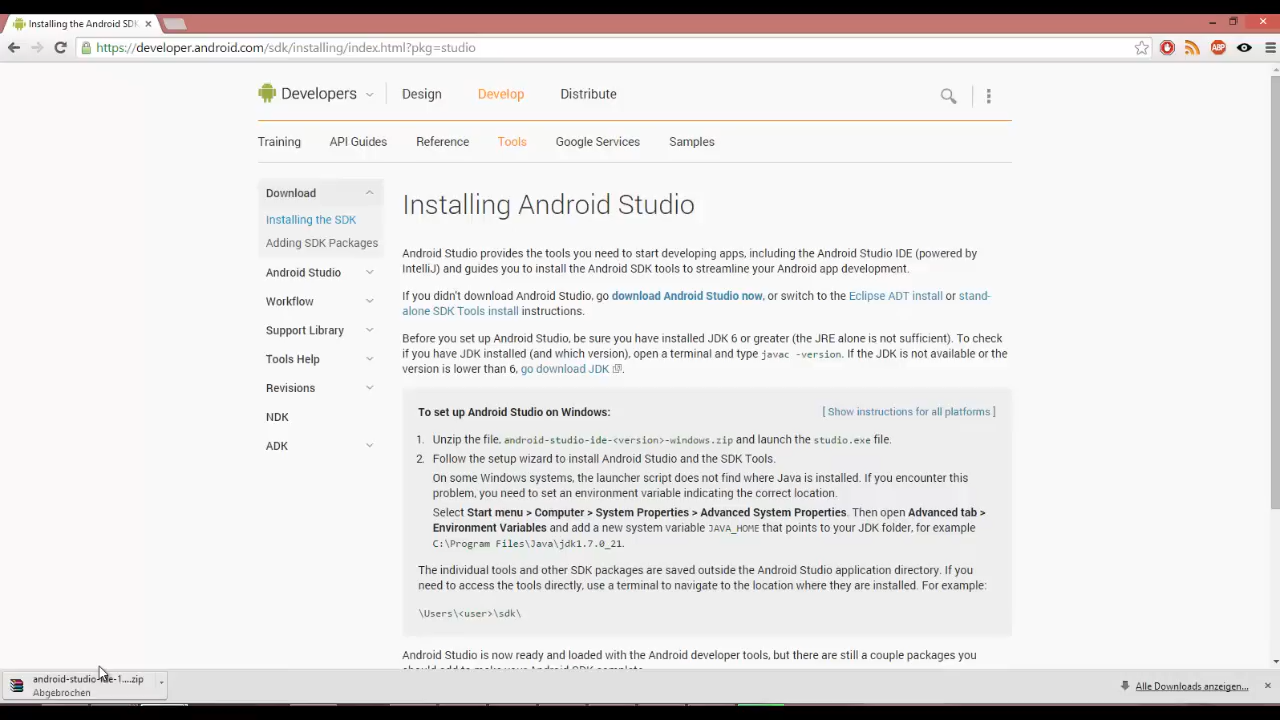 Installing the Android SD
https://developer.android.com/sdk/installing/index.html?pkg=studio
ABP
Developers Design Develop Distribute
Training API Guides Reference Tools Google Services Samples
Download
Installing the SDK
Adding SDK Packages
Android Studio
Workflow
Support Library
Tools Help
Revisions
NDK
ADK
Installing Android Studio
Android Studio provides the tools you need to start developing apps, including the Android Studio IDE (powered by
IntelliJ) and guides you to install the Android SDK tools to streamline your Android app development.
If you didn't download Android Studio, go download Android Studio now, or switch to the Eclipse ADT install or stand-
alone SDK Tools install instructions.
Before you set up Android Studio, be sure you have installed JDK 6 or greater (the JRE alone is not sufficient). To check
if you have JDK installed (and which version), open a terminal and type javac -version. If the JDK is not available or the
version is lower than 6, go download JDK.
To set up Android Studio on Windows: [ Show instructions for all platforms ]
1. Unzip the file, android-studio-ide-<version>-windows.zip and launch the studio.exe file.
2. Follow the setup wizard to install Android Studio and the SDK Tools.
On some Windows systems, the launcher script does not find where Java is installed. If you encounter this
problem, you need to set an environment variable indicating the correct location.
Select Start menu > Computer > System Properties > Advanced System Properties. Then open Advanced tab >
Environment Variables and add a new system variable JAVA_HOME that points to your JDK folder, for example
C:\Program Files\Java\jdk1.7.0_21.
The individual tools and other SDK packages are saved outside the Android Studio application directory. If you
need to access the tools directly, use a terminal to navigate to the location where they are installed. For example:
\Users\<user>\sdk\
Android Studio is now ready and loaded with the Android developer tools, but there are still a couple packages you
should add to make your Android SDK complete.
android-studio-ide-1....zip
Abgebrochen
Alle Downloads anzeigen...